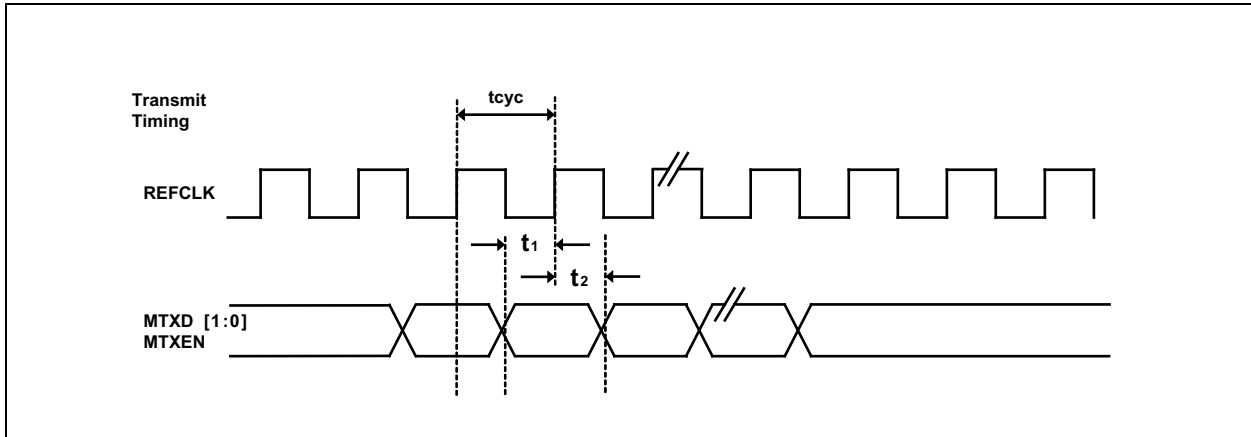 Transmit
Timing
tcyc
REFCLK
t1
t2
MTXD [1:0]
MTXEN